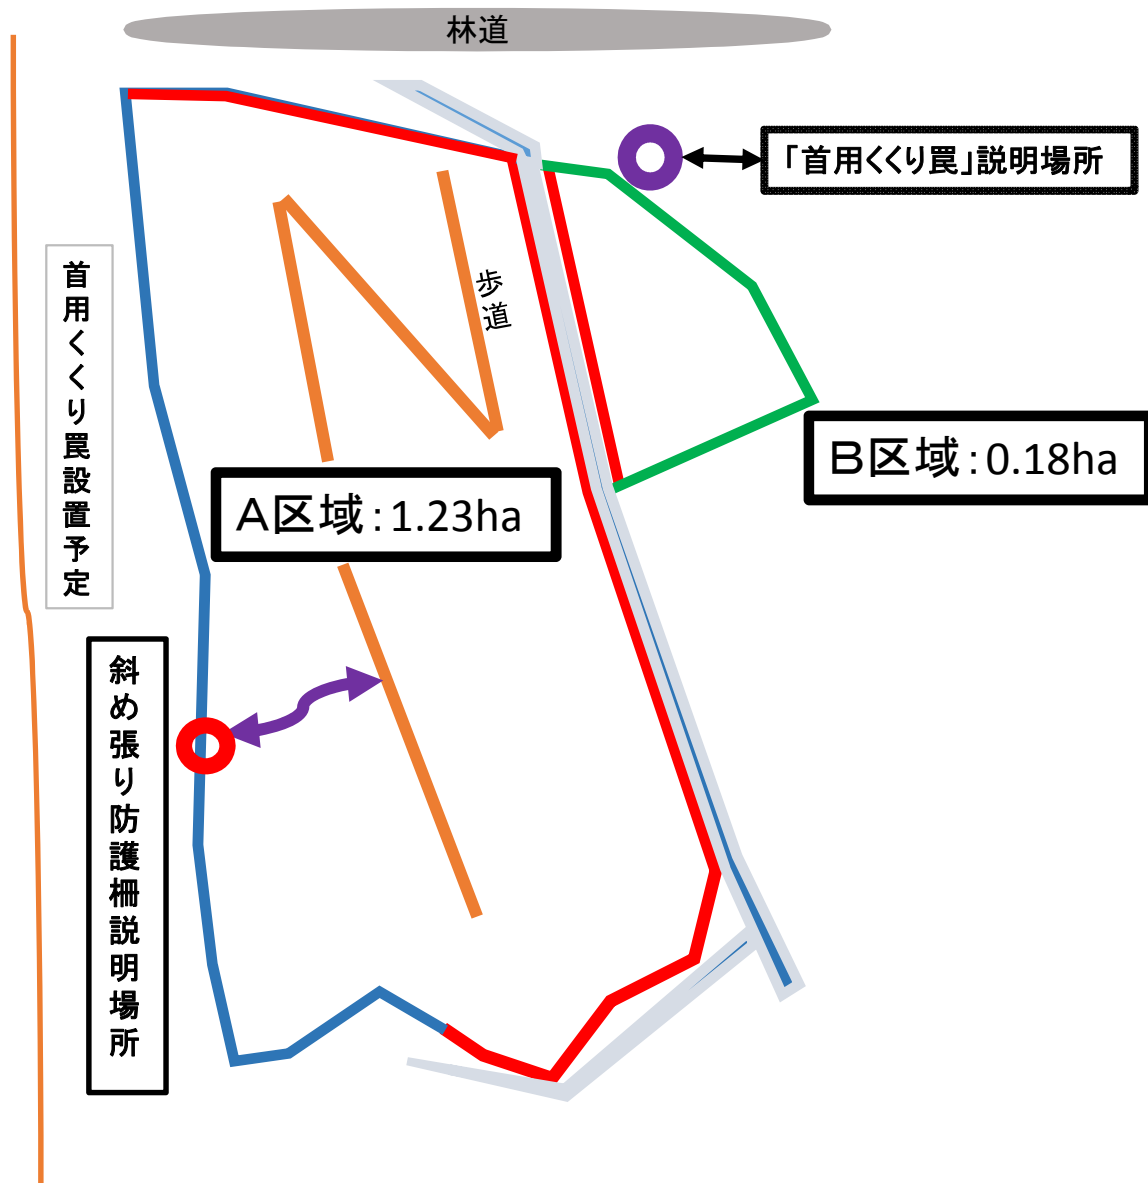 林道
「首用くくり罠」説明場所
歩道
首用くくり罠設置予定
B区域：0.18ha
A区域：1.23ha
斜め張り防護柵説明場所